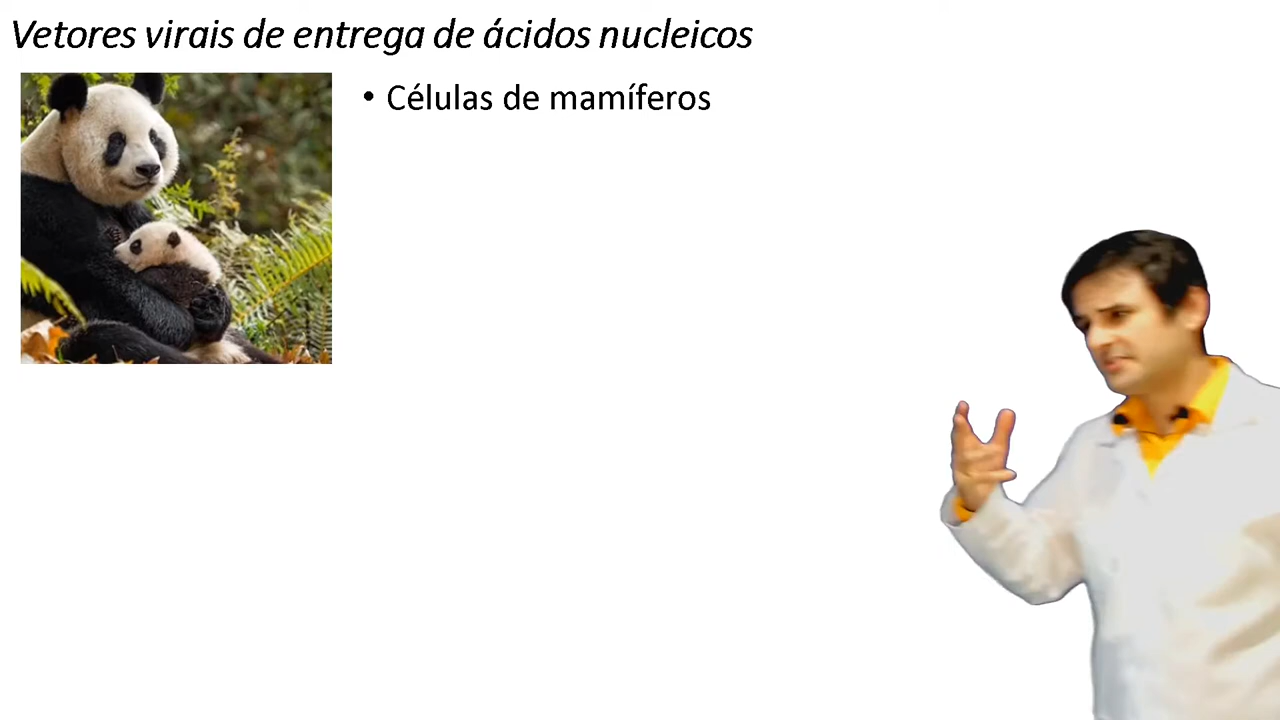 Vetores virais de entrega de ácidos nucleicos
• Células de mamíferos